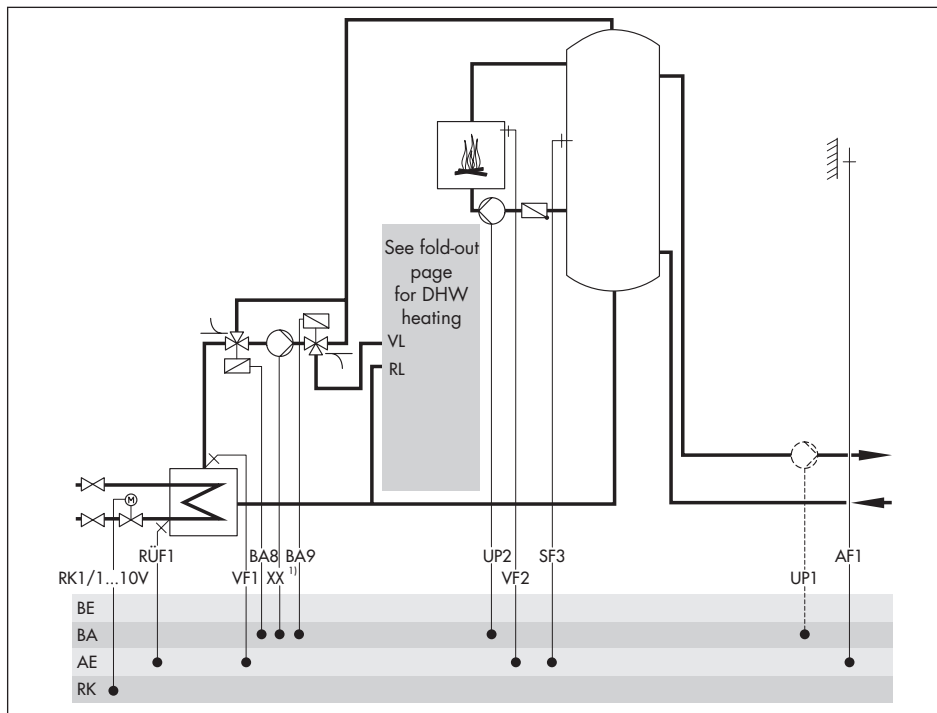 See fold-out
page
for DHW
heating
VL
RL
M
RÜF1 BA8 BA9 UP2 SF3 AF1
RK1/1...10V VF1 XX 1) VF2 UP1
BE
BA
AE
RK